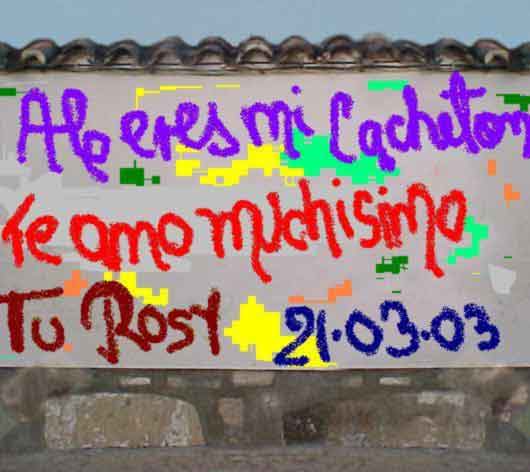 Ale eres mi Cacheton
Te amo muchisimo
Tu Rosy 21.03.03